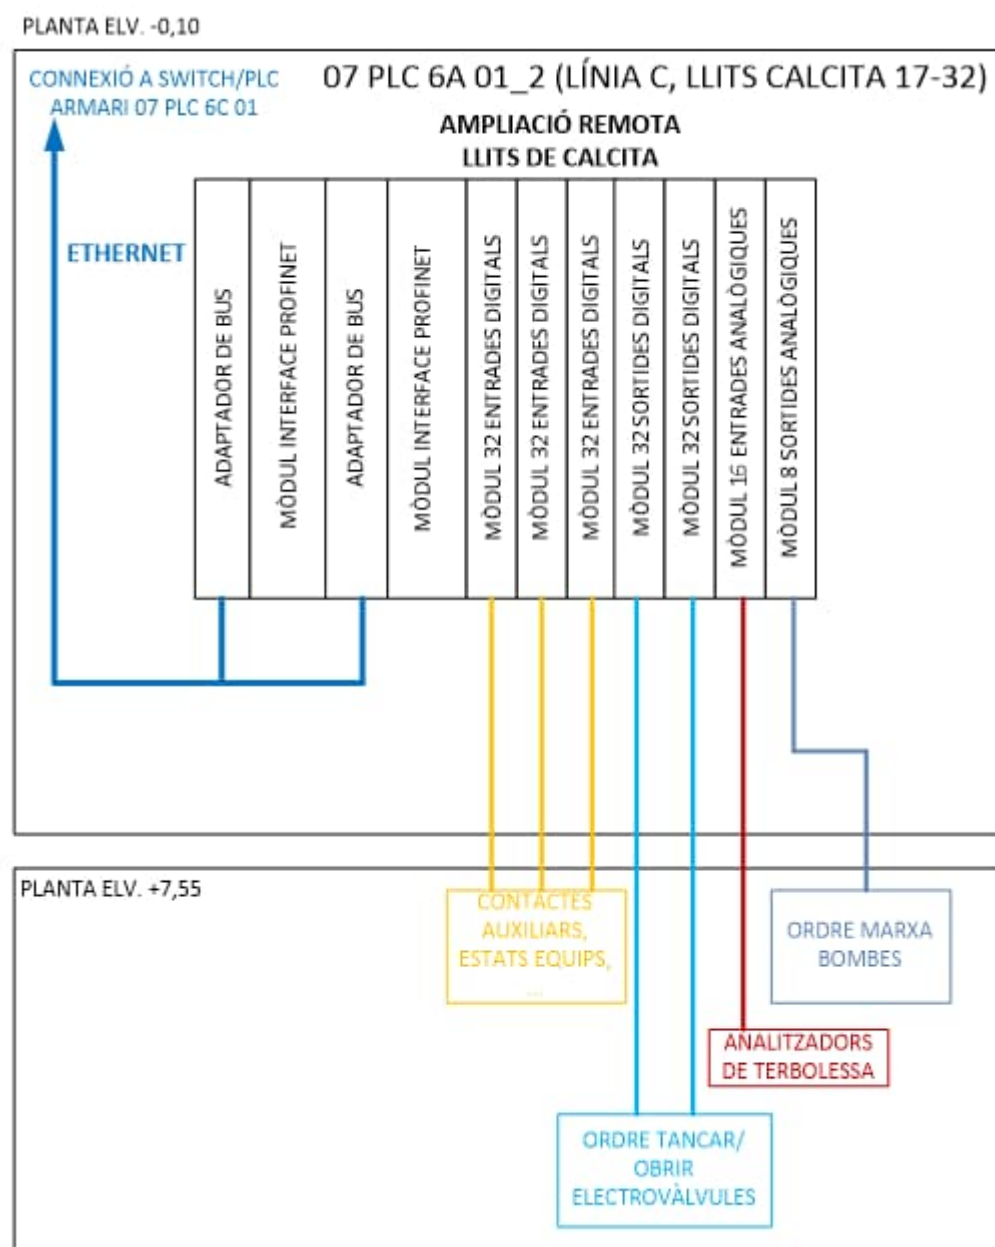 PLANTA ELV. -0,10
CONNEXIÓ A SWITCH/PLC
ARMARI 07 PLC 6C 01
07 PLC 6A 01_2 (LÍNIA C, LLITS CALCITA 17-32)
AMPLIACIÓ REMOTA
LLITS DE CALCITA
ETHERNET
ADAPTADOR DE BUS
MÒDUL INTERFACE PROFINET
ADAPTADOR DE BUS
MÒDUL INTERFACE PROFINET
MÒDUL 32 ENTRADES DIGITALS
MÒDUL 32 ENTRADES DIGITALS
MÒDUL 32 ENTRADES DIGITALS
MÒDUL 32 SORTIDES DIGITALS
MÒDUL 32 SORTIDES DIGITALS
MÒDUL 16 ENTRADES ANALÒGIQUES
MÒDUL 8 SORTIDES ANALÒGIQUES
PLANTA ELV. +7,55
CONTACTES
AUXILIARS,
ESTATS EQUIPS,
...
ORDRE MARXA
BOMBES
ANALITZADORS
DE TERBOLESSA
ORDRE TANCAR/
OBRIR
ELECTROVÀLVULES